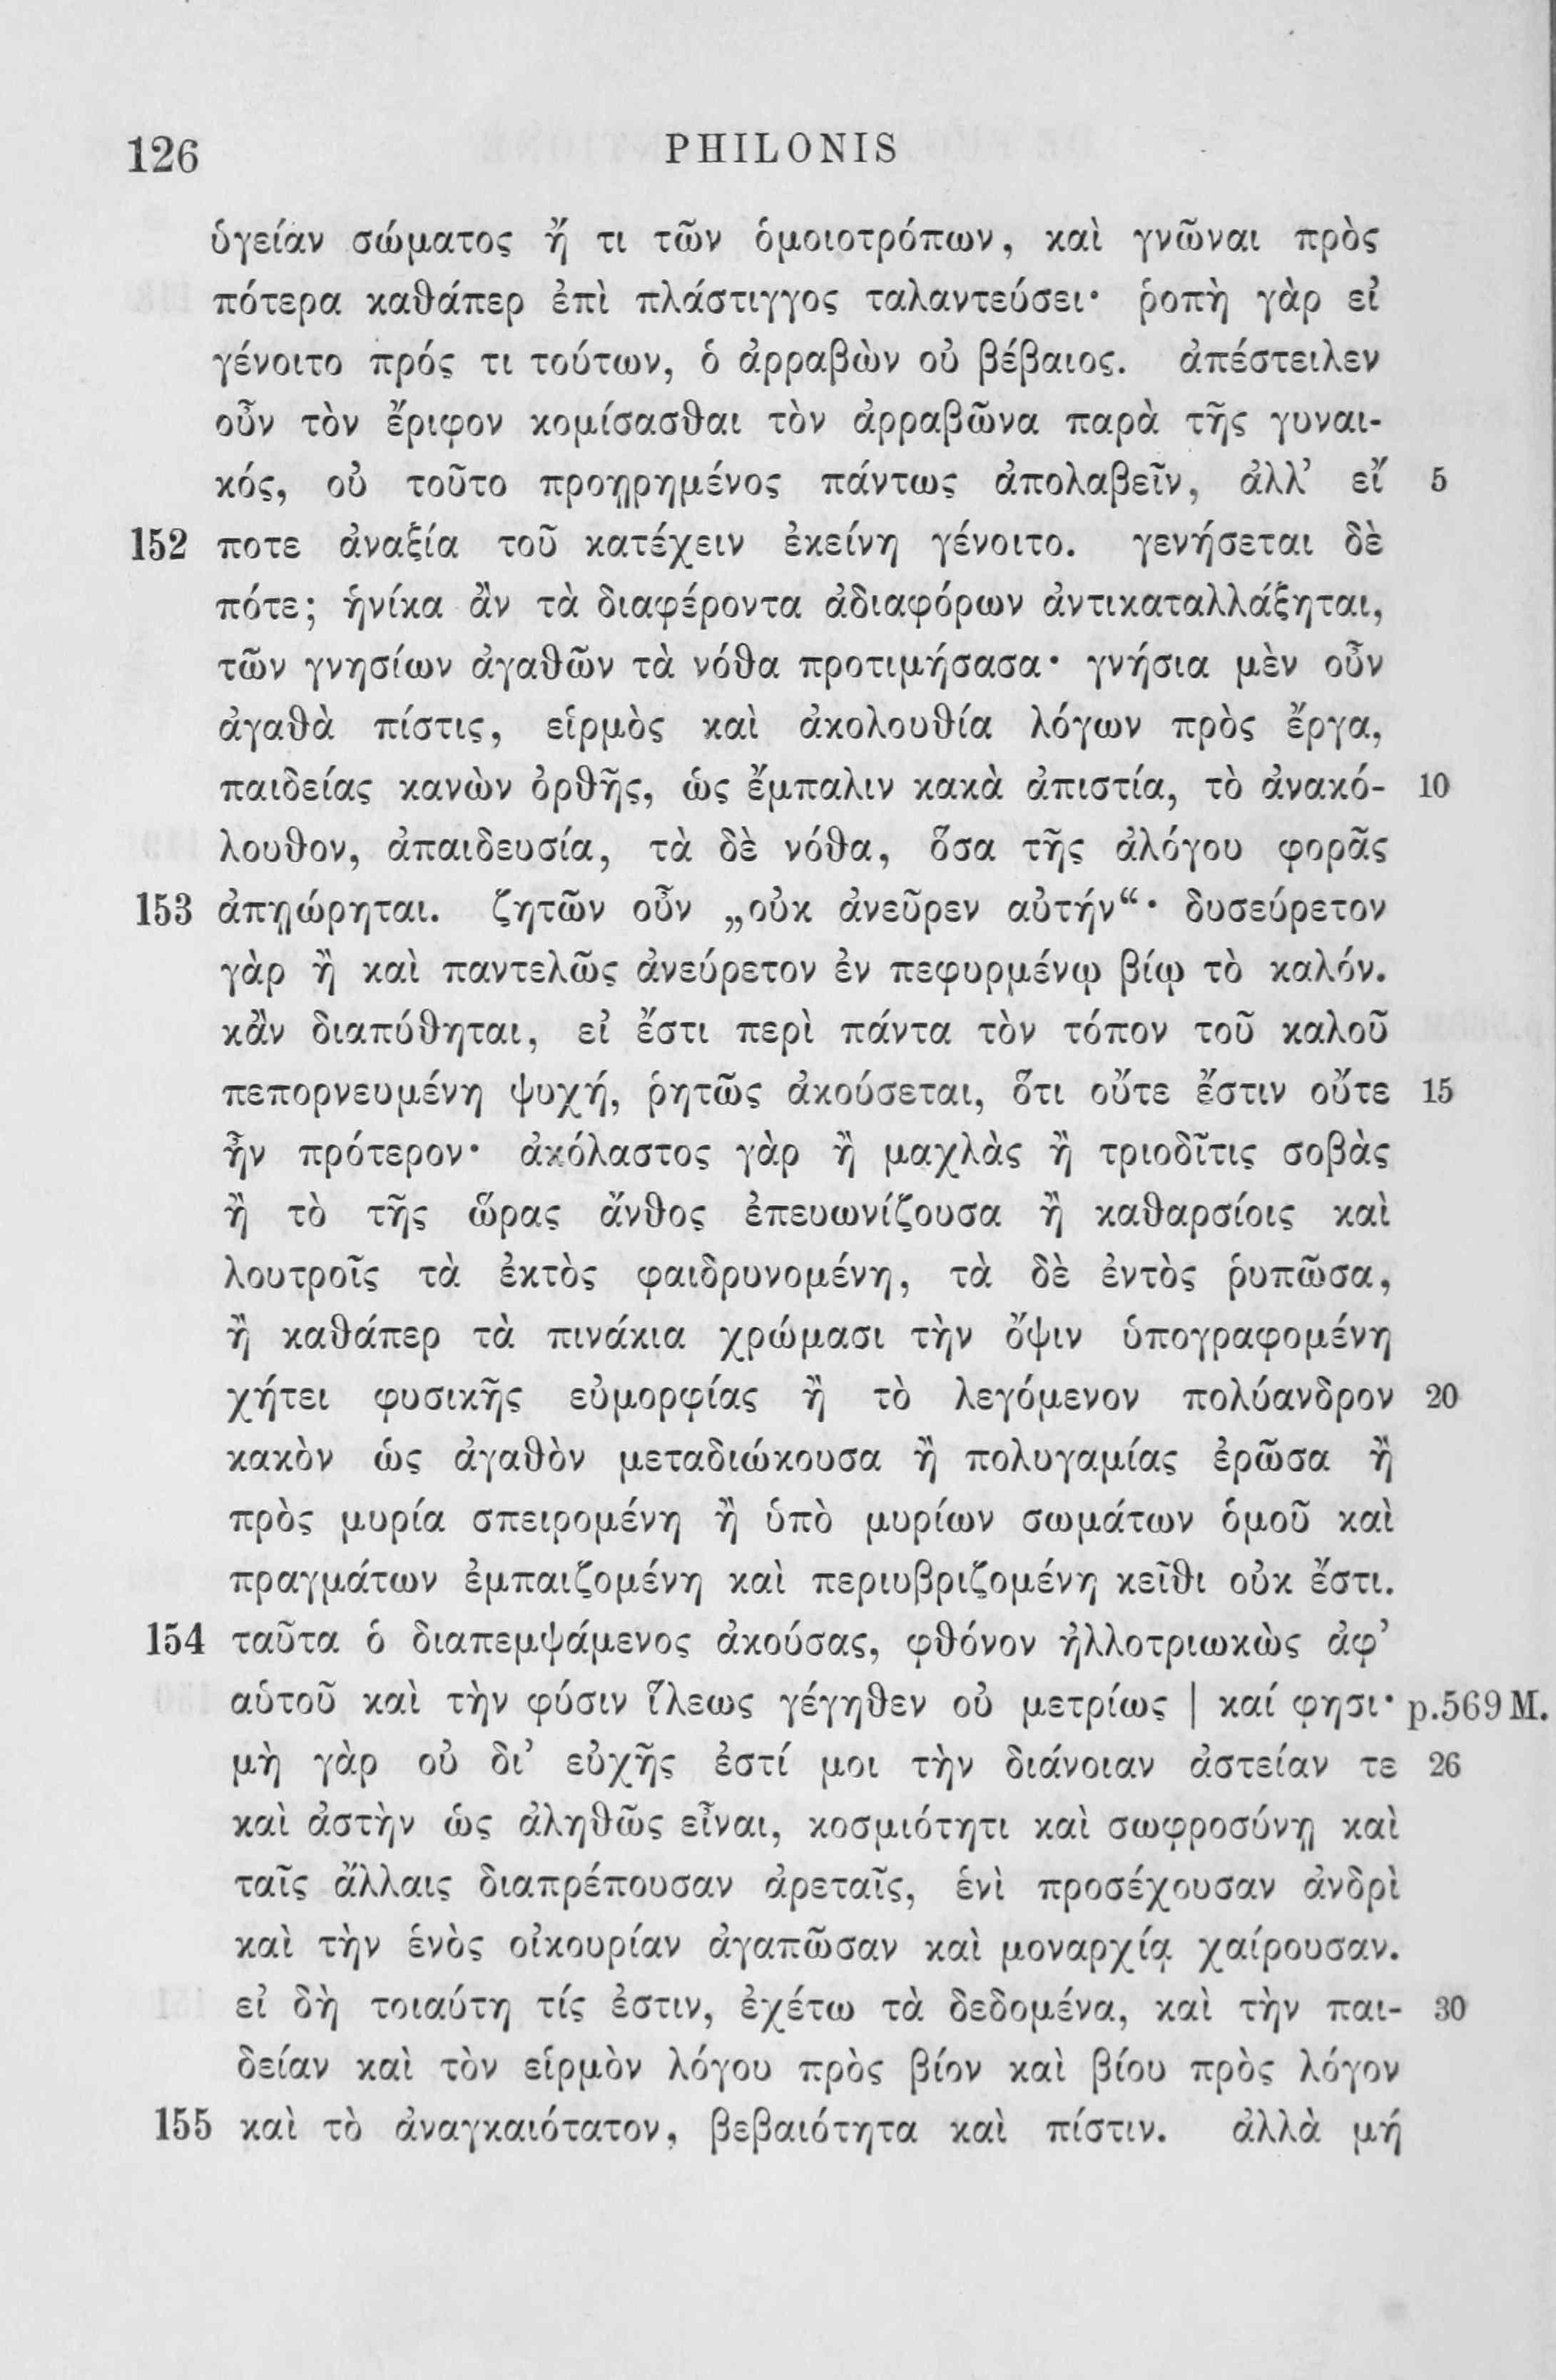 126 PHILONIS
ὑγείαν σώματος ἤ τι τῶν ὁμοιοτρόπων, καὶ γνῶναι πρὸς
πότερα καθάπερ ἐπὶ πλάστιγγος ταλαντεύσει· ῥοπὴ γὰρ εἰ
γένοιτο πρός τι τούτων, ὁ ἀρραβὼν οὐ βέβαιος. ἀπέστειλεν
οὖν τὸν ἔριφον κομίσασθαι τὸν ἀρραβῶνα παρὰ τῆς γυναι-
κός, οὐ τοῦτο προῃρημένος πάντως ἀπολαβεῖν, ἀλλ’ εἴ 5
152 ποτε ἀναξία τοῦ κατέχειν ἐκείνη γένοιτο. γενήσεται δὲ
πότε; ἡνίκα ἂν τὰ διαφέροντα ἀδιαφόρων ἀντικαταλλάξηται,
τῶν γνησίων ἀγαθῶν τὰ νόθα προτιμήσασα· γνήσια μὲν οὖν
ἀγαθὰ πίστις, εἱρμὸς καὶ ἀκολουθία λόγων πρὸς ἔργα,
παιδείας κανὼν ὀρθῆς, ὡς ἔμπαλιν κακὰ ἀπιστία, τὸ ἀνακό- 10
λουθον, ἀπαιδευσία, τὰ δὲ νόθα, ὅσα τῆς ἀλόγου φορᾶς
153 ἀπῃώρηται. ζητῶν οὖν „οὐκ ἀνεῦρεν αὐτήν“· δυσεύρετον
γὰρ ἢ καὶ παντελῶς ἀνεύρετον ἐν πεφυρμένῳ βίῳ τὸ καλόν.
κἂν διαπύθηται, εἰ ἔστι περὶ πάντα τὸν τόπον τοῦ καλοῦ
πεπορνευμένη ψυχή, ῥητῶς ἀκούσεται, ὅτι οὔτε ἔστιν οὔτε 15
ἦν πρότερον· ἀκόλαστος γὰρ ἢ μαχλὰς ἢ τριοδῖτις σοβὰς
ἢ τὸ τῆς ὥρας ἄνθος ἐπευωνίζουσα ἢ καθαρσίοις καὶ
λουτροῖς τὰ ἐκτὸς φαιδρυνομένη, τὰ δὲ ἐντὸς ῥυπῶσα,
ἢ καθάπερ τὰ πινάκια χρώμασι τὴν ὄψιν ὑπογραφομένη
χήτει φυσικῆς εὐμορφίας ἢ τὸ λεγόμενον πολύανδρον 20
κακὸν ὡς ἀγαθὸν μεταδιώκουσα ἢ πολυγαμίας ἐρῶσα ἢ
πρὸς μυρία σπειρομένη ἢ ὑπὸ μυρίων σωμάτων ὁμοῦ καὶ
πραγμάτων ἐμπαιζομένη καὶ περιυβριζομένη κεῖθι οὐκ ἔστι.
154 ταῦτα ὁ διαπεμψάμενος ἀκούσας, φθόνον ἠλλοτριωκὼς ἀφ’
αὑτοῦ καὶ τὴν φύσιν ἵλεως γέγηθεν οὐ μετρίως | καί φησι· p.569 M.
μὴ γὰρ οὐ δι’ εὐχῆς ἐστί μοι τὴν διάνοιαν ἀστείαν τε 26
καὶ ἀστὴν ὡς ἀληθῶς εἶναι, κοσμιότητι καὶ σωφροσύνῃ καὶ
ταῖς ἄλλαις διαπρέπουσαν ἀρεταῖς, ἑνὶ προσέχουσαν ἀνδρὶ
καὶ τὴν ἑνὸς οἰκουρίαν ἀγαπῶσαν καὶ μοναρχίᾳ χαίρουσαν.
εἰ δὴ τοιαύτη τίς ἐστιν, ἐχέτω τὰ δεδομένα, καὶ τὴν παι- 30
δείαν καὶ τὸν εἱρμὸν λόγου πρὸς βίον καὶ βίου πρὸς λόγον
155 καὶ τὸ ἀναγκαιότατον, βεβαιότητα καὶ πίστιν. ἀλλὰ μή